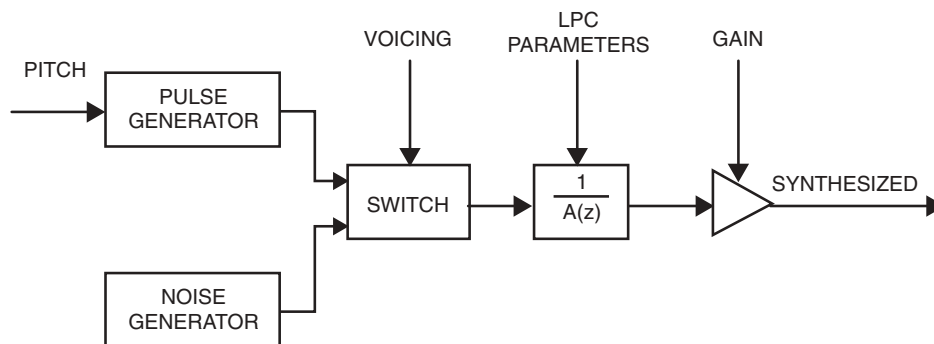 LPC
VOICING PARAMETERS GAIN
PITCH
PULSE
GENERATOR
SWITCH
1
A(z)
SYNTHESIZED
NOISE
GENERATOR